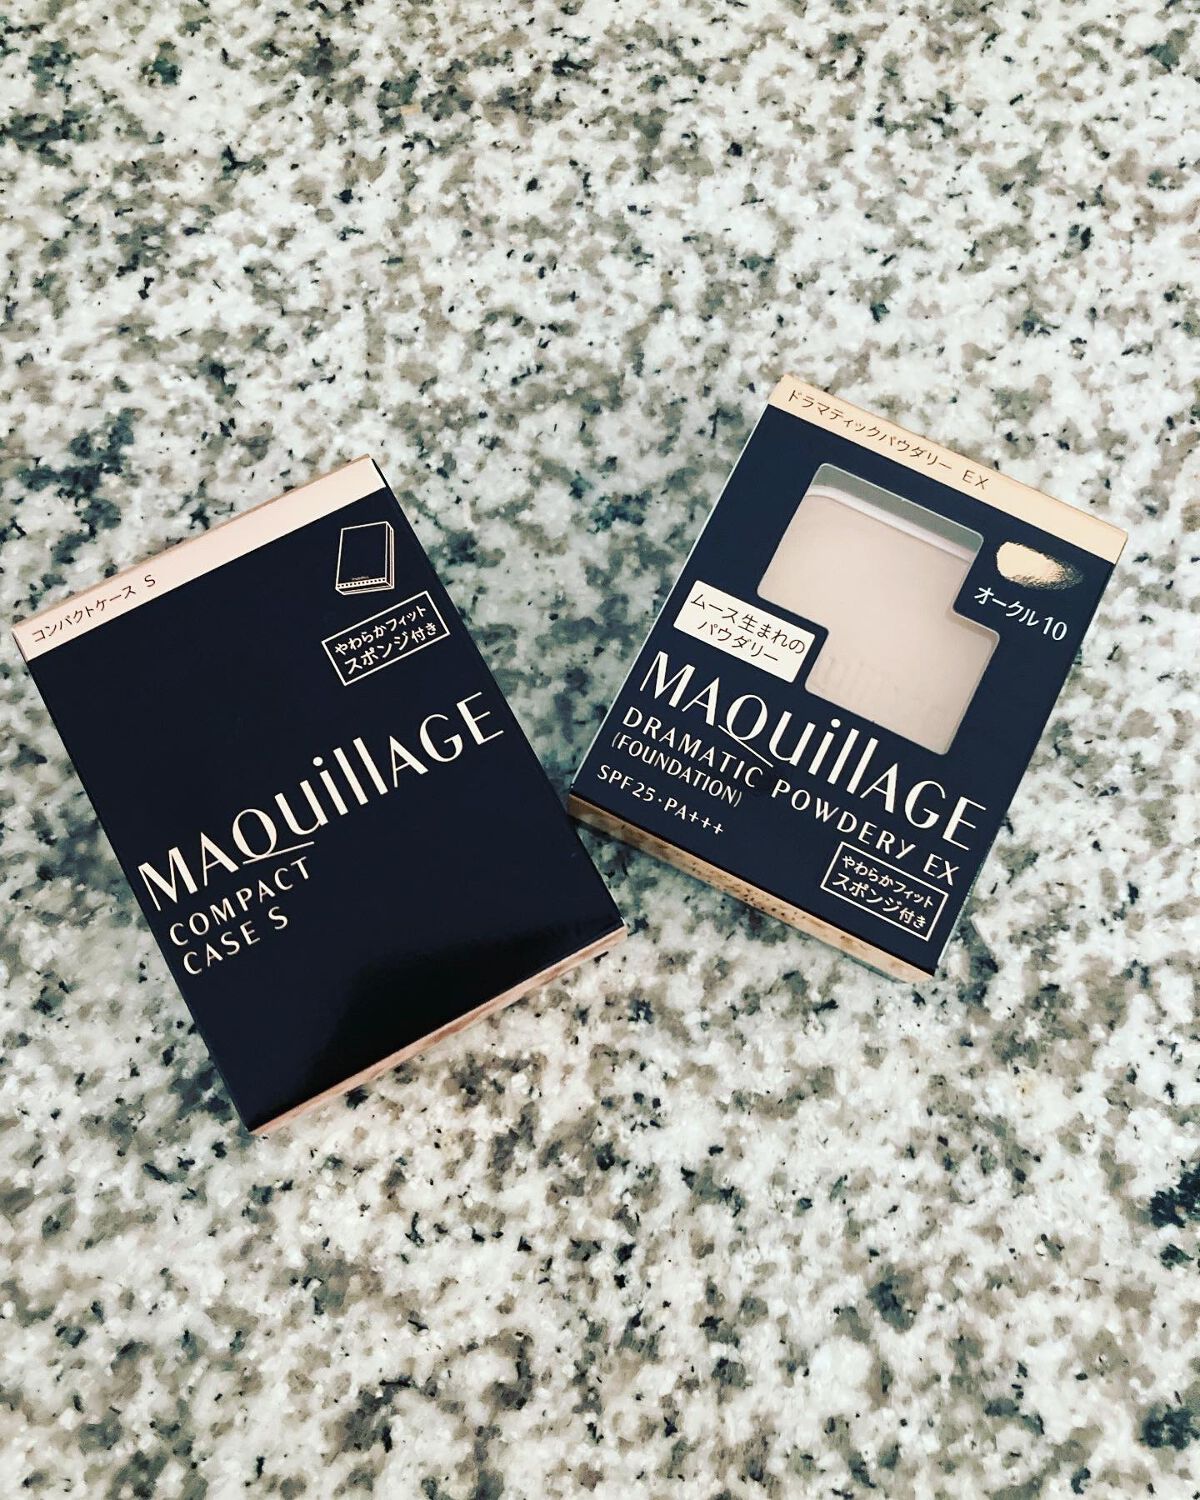 コンパクトケース S
やわらかフィット
スポンジ付き
MAQuillAGE
COMPACT
CASE S
ドラマティックパウダリー EX
オークル10
ムース生まれの
パウダリー
MAQuillAGE
DRAMATIC POWDERY EX
(FOUNDATION)
SPF25・PA+++
やわらかフィット
スポンジ付き